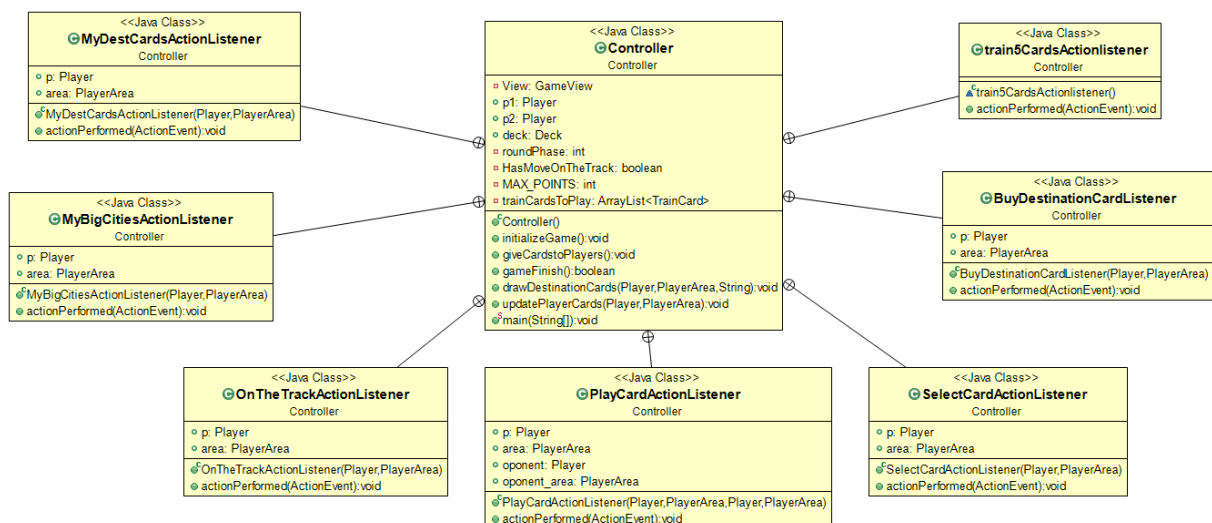 <<Java Class>>
MyDestCardsActionListener
Controller
p: Player
area: PlayerArea
MyDestCardsActionListener(Player,PlayerArea)
actionPerformed(ActionEvent):void
<<Java Class>>
Controller
Controller
View: GameView
p1: Player
p2: Player
deck: Deck
roundPhase: int
HasMoveOnTheTrack: boolean
MAX_POINTS: int
trainCardsToPlay: ArrayList<TrainCard>
Controller()
initializeGame():void
giveCardstoPlayers():void
gameFinish():boolean
drawDestinationCards(Player,PlayerArea,String):void
updatePlayerCards(Player,PlayerArea):void
main(String[]):void
<<Java Class>>
train5CardsActionlistener
Controller
train5CardsActionlistener()
actionPerformed(ActionEvent):void
<<Java Class>>
MyBigCitiesActionListener
Controller
p: Player
area: PlayerArea
MyBigCitiesActionListener(Player,PlayerArea)
actionPerformed(ActionEvent):void
<<Java Class>>
BuyDestinationCardListener
Controller
p: Player
area: PlayerArea
BuyDestinationCardListener(Player,PlayerArea)
actionPerformed(ActionEvent):void
<<Java Class>>
OnTheTrackActionListener
Controller
p: Player
area: PlayerArea
OnTheTrackActionListener(Player,PlayerArea)
actionPerformed(ActionEvent):void
<<Java Class>>
PlayCardActionListener
Controller
p: Player
area: PlayerArea
oponent: Player
oponent_area: PlayerArea
PlayCardActionListener(Player,PlayerArea,Player,PlayerArea)
actionPerformed(ActionEvent):void
<<Java Class>>
SelectCardActionListener
Controller
p: Player
area: PlayerArea
SelectCardActionListener(Player,PlayerArea)
actionPerformed(ActionEvent):void